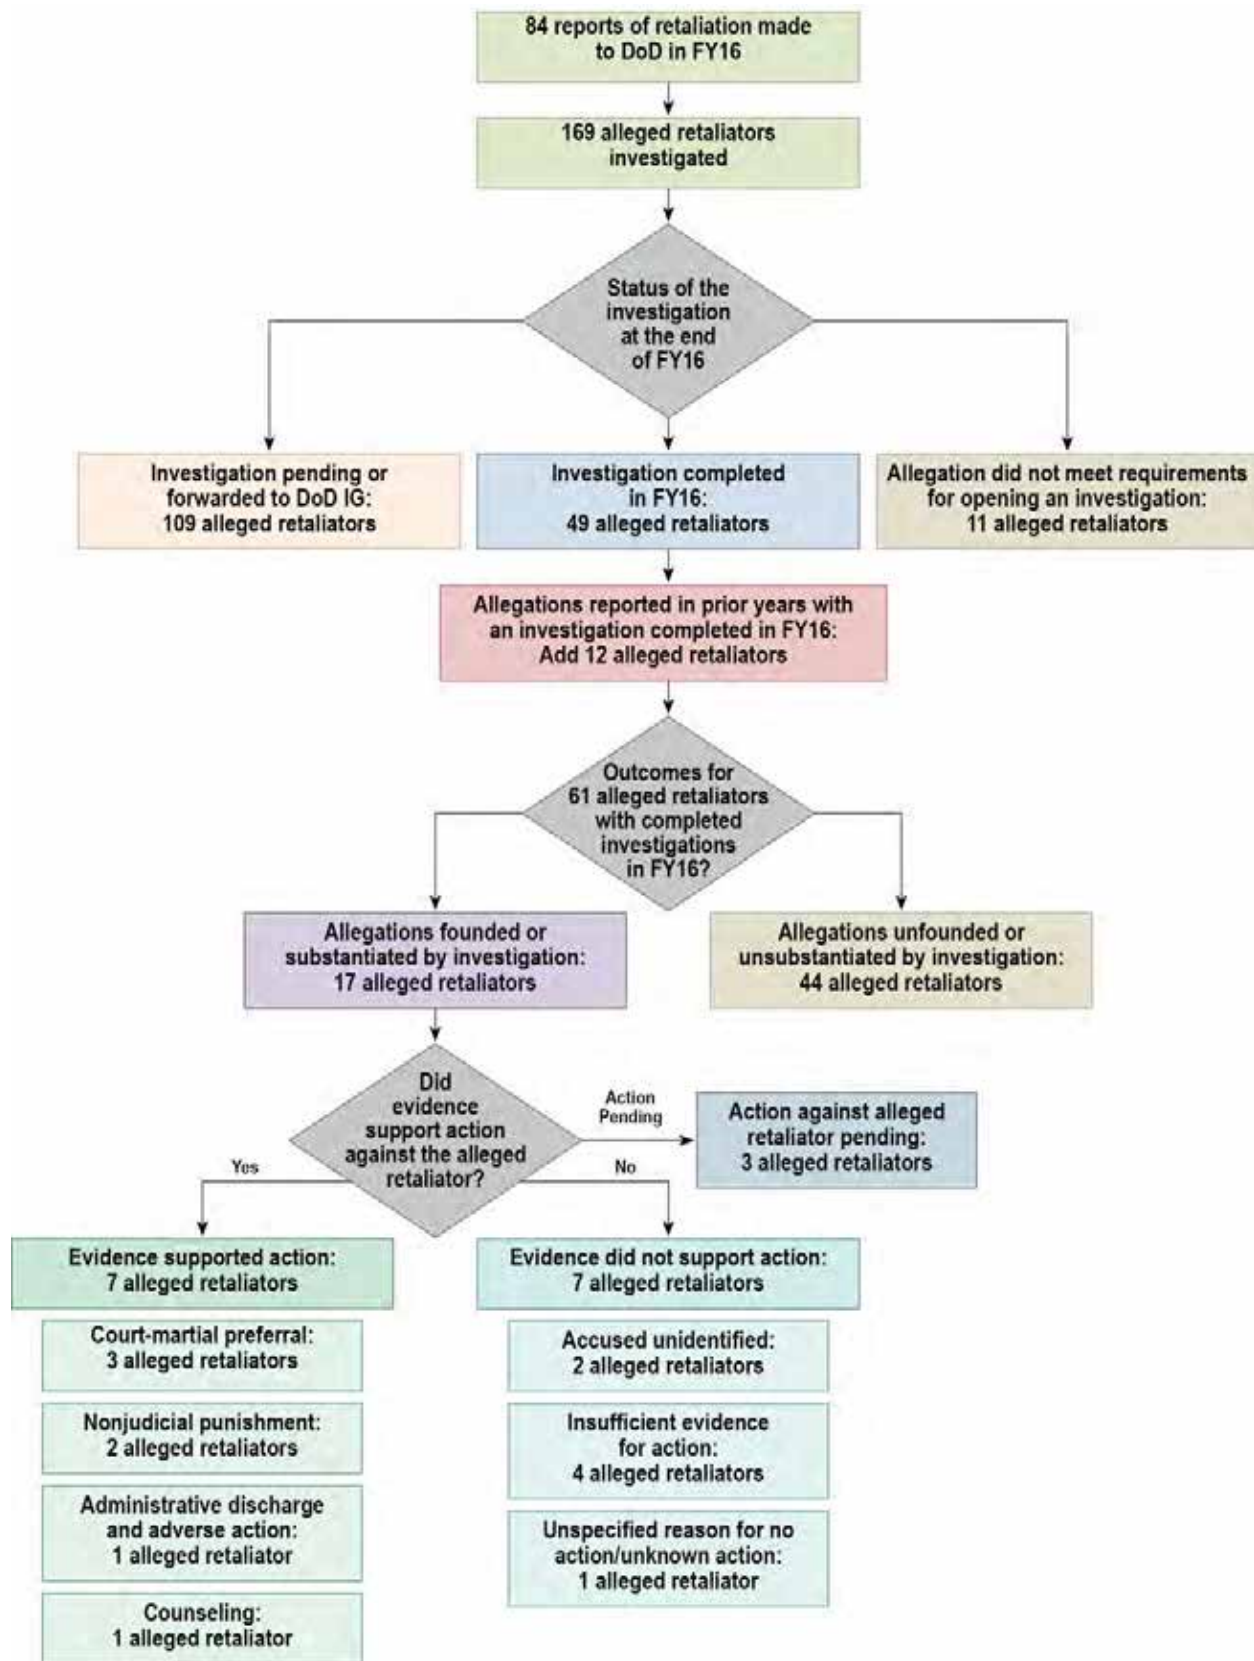 84 reports of retaliation made
to DoD in FY16
169 alleged retaliators
investigated
Status of the
investigation
at the end
of FY16
Investigation pending or
forwarded to DoD IG:
109 alleged retaliators
Investigation completed
in FY16:
49 alleged retaliators
Allegation did not meet requirements
for opening an investigation:
11 alleged retaliators
Allegations reported in prior years with
an investigation completed in FY16:
Add 12 alleged retaliators
Outcomes for
61 alleged retaliators
with completed
investigations
in FY16?
Allegations founded or
substantiated by investigation:
17 alleged retaliators
Allegations unfounded or
unsubstantiated by investigation:
44 alleged retaliators
Did
evidence
support action
against the alleged
retaliator?
Action
Pending
Action against alleged
retaliator pending:
3 alleged retaliators
Yes
No
Evidence supported action:
7 alleged retaliators
Evidence did not support action:
7 alleged retaliators
Court-martial preferral:
3 alleged retaliators
Nonjudicial punishment:
2 alleged retaliators
Administrative discharge
and adverse action:
1 alleged retaliator
Counseling:
1 alleged retaliator
Accused unidentified:
2 alleged retaliators
Insufficient evidence
for action:
4 alleged retaliators
Unspecified reason for no
action/unknown action:
1 alleged retaliator